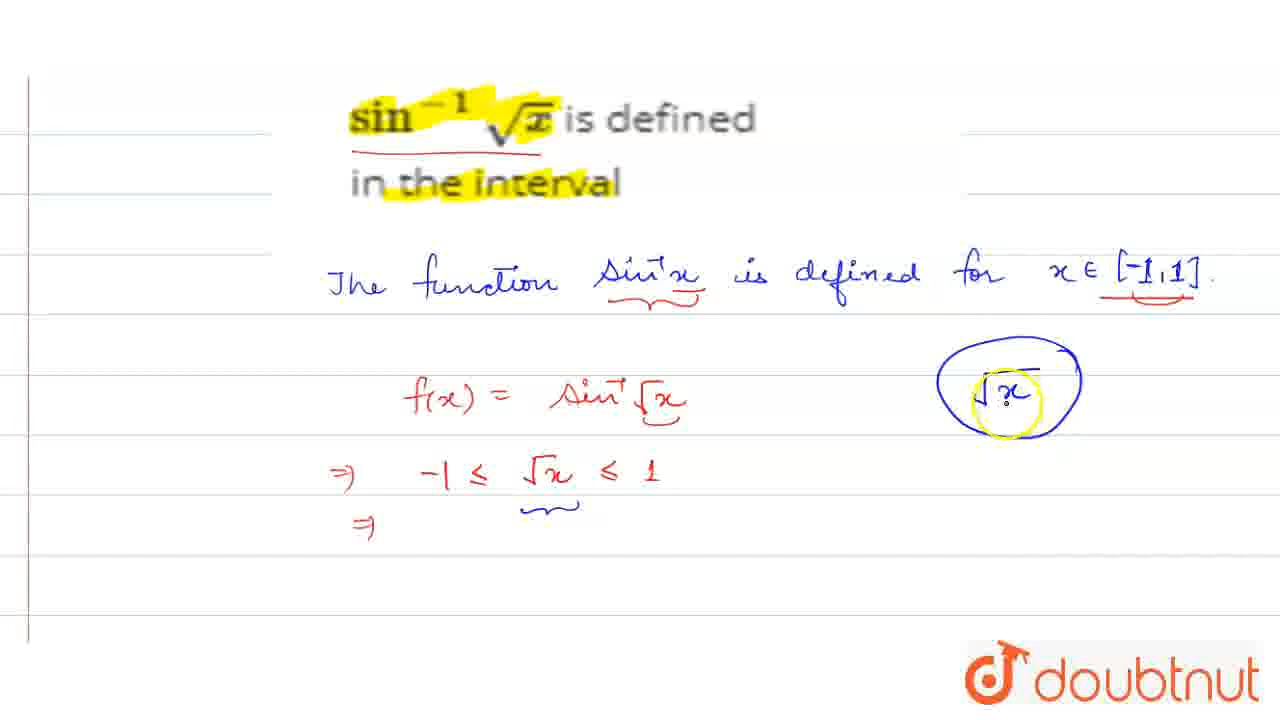 sin⁻¹ √x is defined
in the interval
The function sin⁻¹x is defined for x ∈ [-1, 1].
f(x) = sin⁻¹ √x
√x
⇒ -1 ≤ √x ≤ 1
⇒
doubtnut